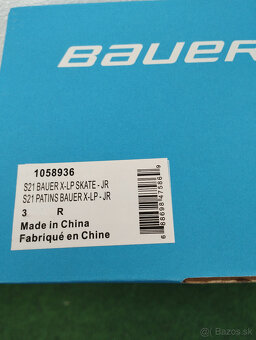 BAUER
1058936
S21 BAUER X-LP SKATE - JR
S21 PATINS BAUER X-LP - JR
3 R
Made in China
Fabriqué en Chine
688698475869
Bazos.sk